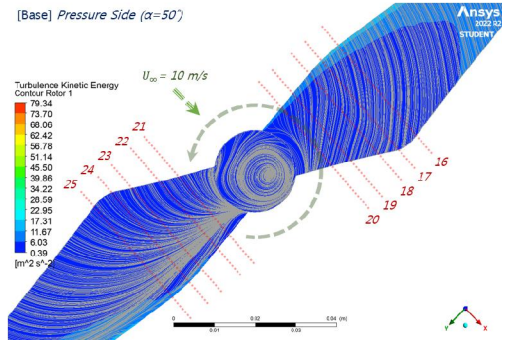 [Base] Pressure Side (α=50°)
Ansys
2022 R2
STUDENT
U∞ = 10 m/s
Turbulence Kinetic Energy
Contour Rotor 1
79.34
73.70
68.06
62.42
56.78
51.14
45.50
39.86
34.22
28.59
22.95
17.31
11.67
6.03
0.39
[m^2 s^-2]
21
22
23
24
25
16
17
18
19
20
0
0.02
0.04 (m)
0.01
0.03
Y
X